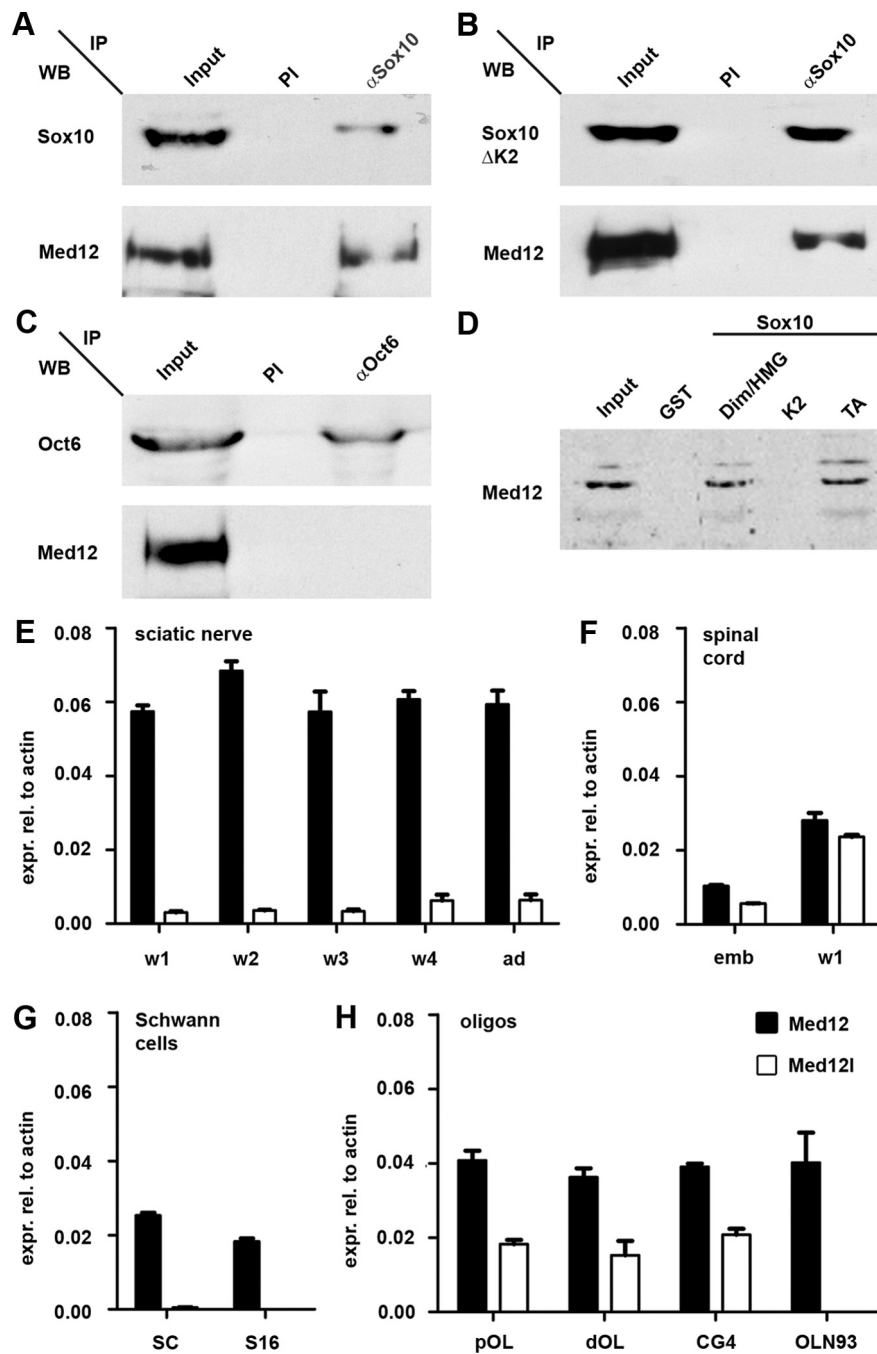 A
IP
WB
Input
PI
αSox10
Sox10
Med12
B
IP
WB
Input
PI
αSox10
Sox10
ΔK2
Med12
C
IP
WB
Input
PI
αOct6
Oct6
Med12
D
Sox10
Input
GST
Dim/HMG
K2
TA
Med12
E
sciatic nerve
expr. rel. to actin
0.08
0.06
0.04
0.02
0.00
w1 w2 w3 w4 ad
F
spinal
cord
expr. rel. to actin
0.08
0.06
0.04
0.02
0.00
emb w1
G
Schwann
cells
expr. rel. to actin
0.08
0.06
0.04
0.02
0.00
SC S16
H
oligos
Med12
Med12l
expr. rel. to actin
0.08
0.06
0.04
0.02
0.00
pOL dOL CG4 OLN93